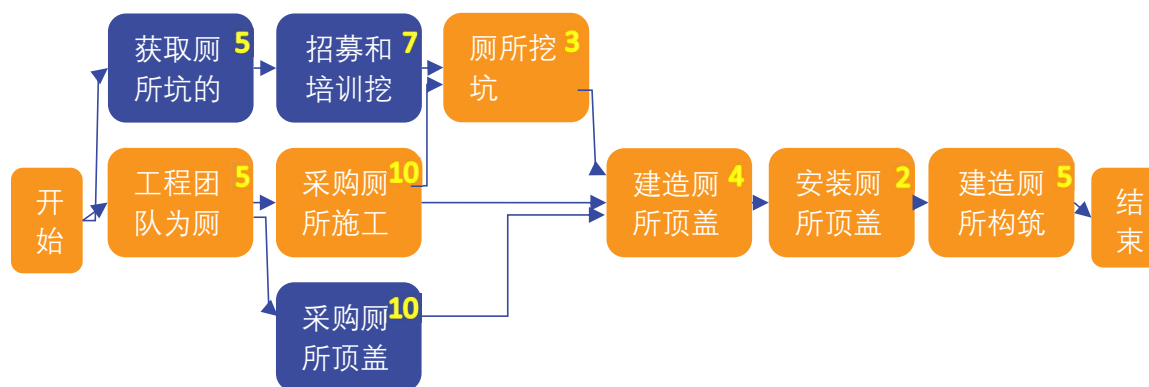 获取厕
所坑的
5
招募和
培训挖
7
厕所挖
坑
3
开
始
工程团
队为厕
5
采购厕
所施工
10
采购厕
所顶盖
10
建造厕
所顶盖
4
安装厕
所顶盖
2
建造厕
所构筑
5
结
束